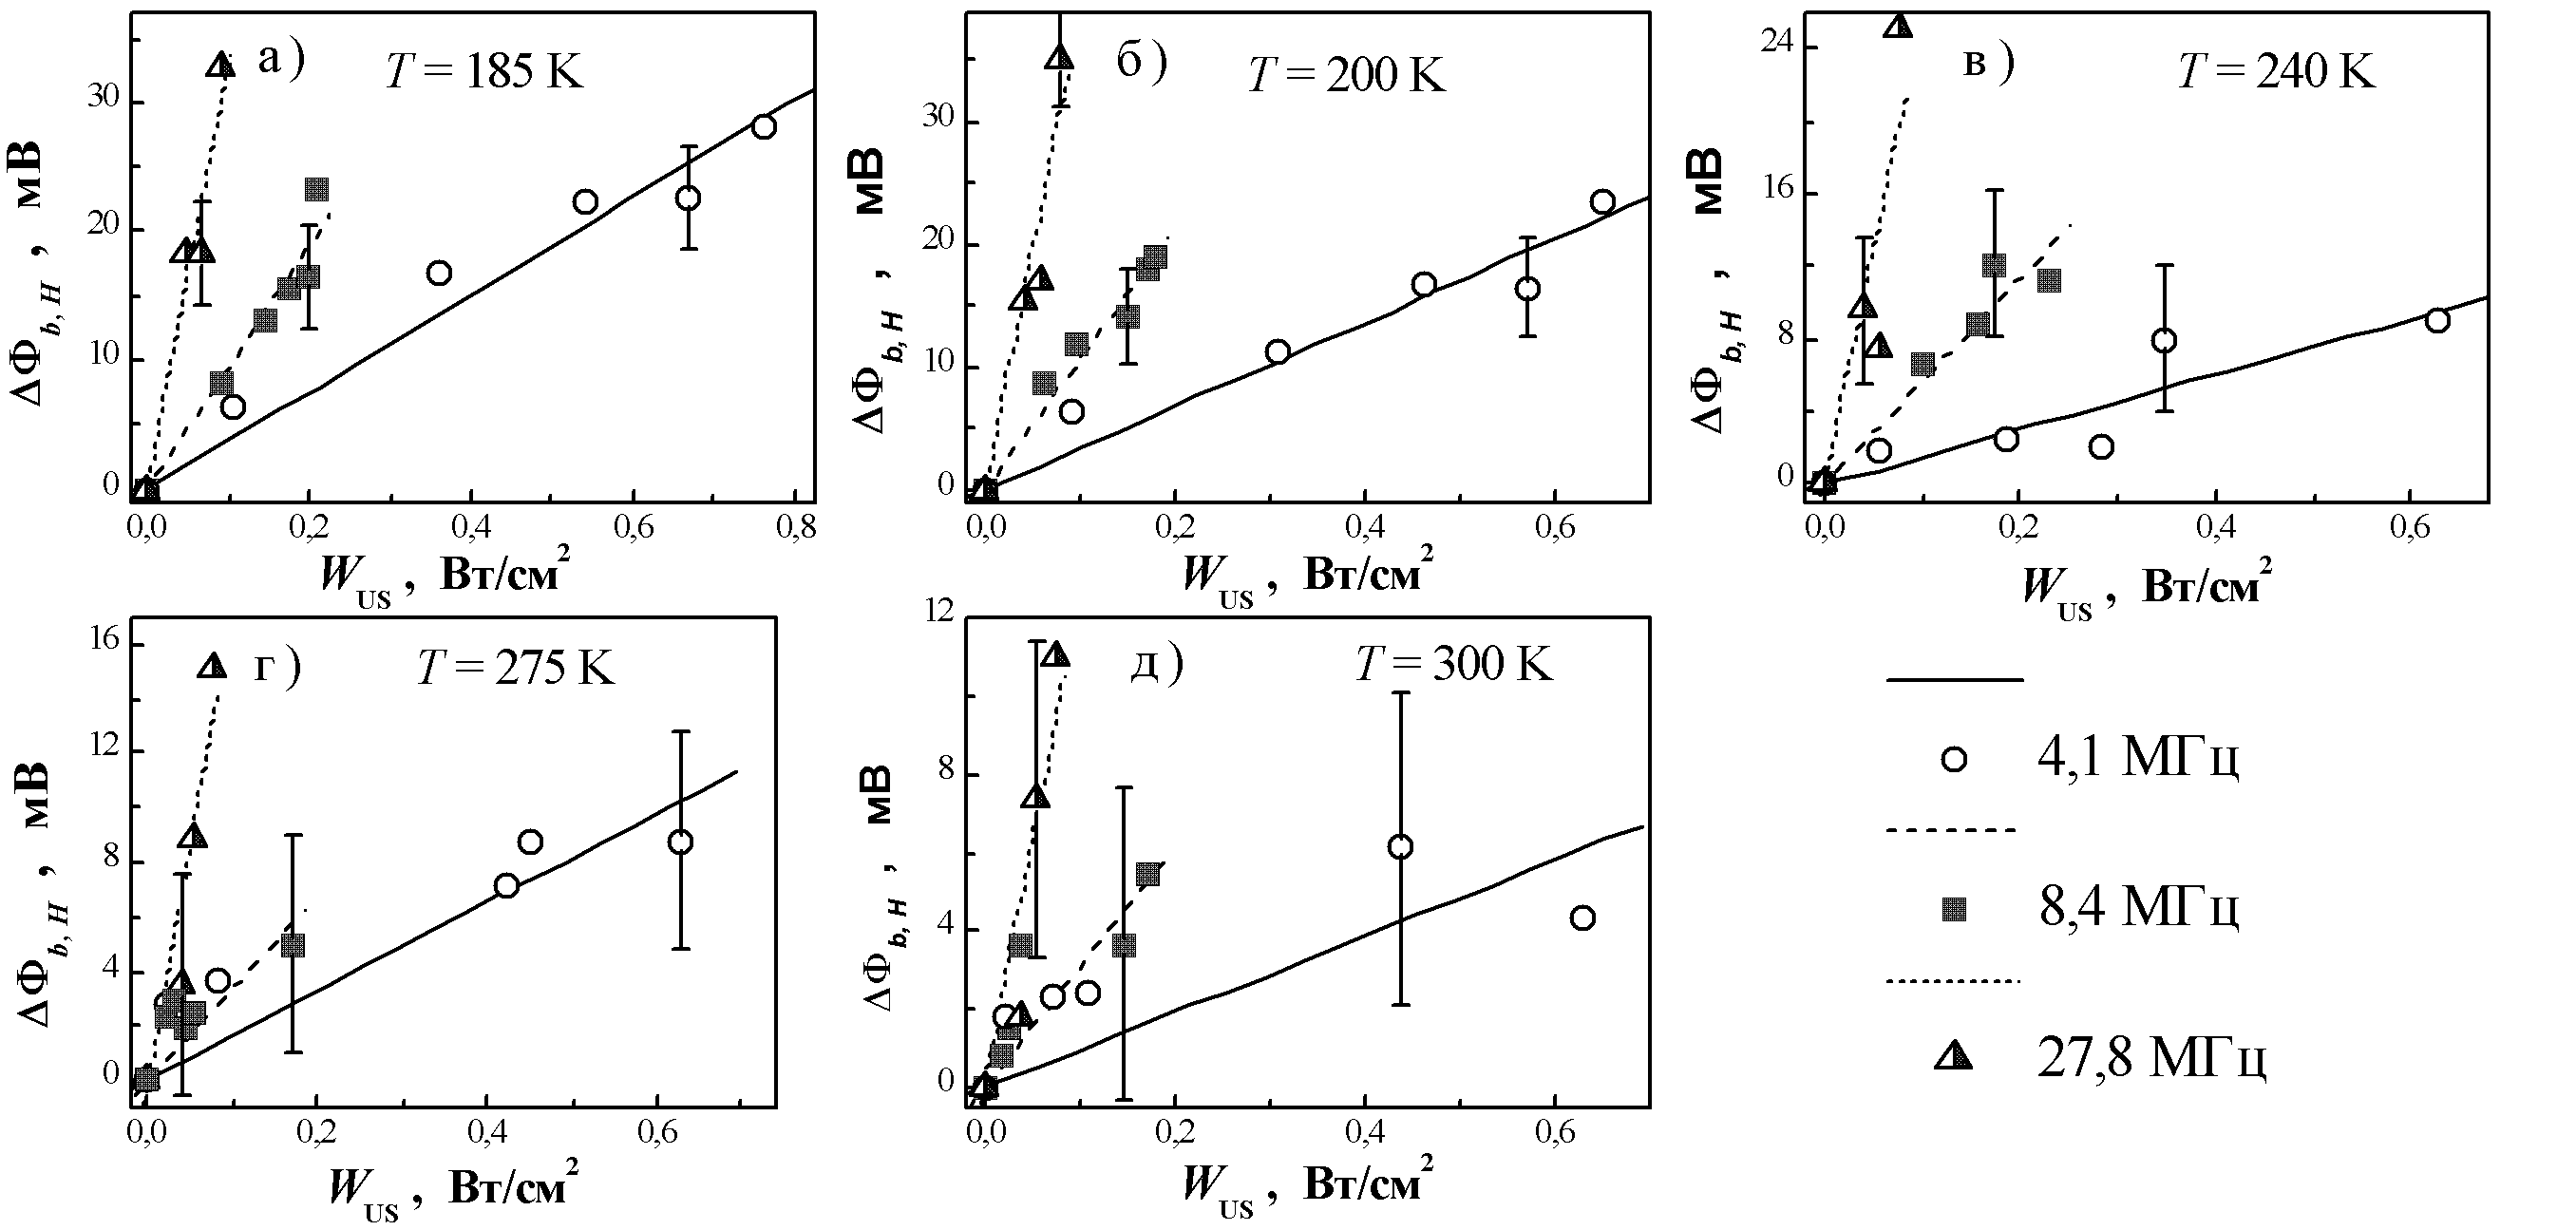 а)
T = 185 K
ΔΦb, H , мВ
30
20
10
0
0,0 0,2 0,4 0,6 0,8
WUS , Вт/см2
б)
T = 200 K
ΔΦb, H , мВ
30
20
10
0
0,0 0,2 0,4 0,6
WUS , Вт/см2
в)
T = 240 K
ΔΦb, H , мВ
24
16
8
0
0,0 0,2 0,4 0,6
WUS , Вт/см2
г)
T = 275 K
ΔΦb, H , мВ
16
12
8
4
0
0,0 0,2 0,4 0,6
WUS , Вт/см2
д)
T = 300 K
ΔΦb, H , мВ
12
8
4
0
0,0 0,2 0,4 0,6
WUS , Вт/см2
4,1 МГц
8,4 МГц
27,8 МГц